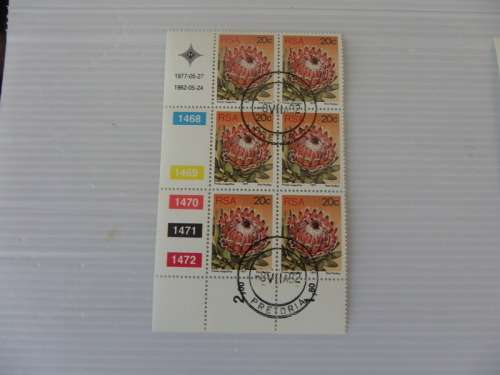 RSA 20c
RSA 20c
1977-05-27
1982-05-24
PRETORIA
1468
RSA 20c
RSA 20c
1469
1470
RSA 20c
RSA 20c
1471
1472
PRETORIA